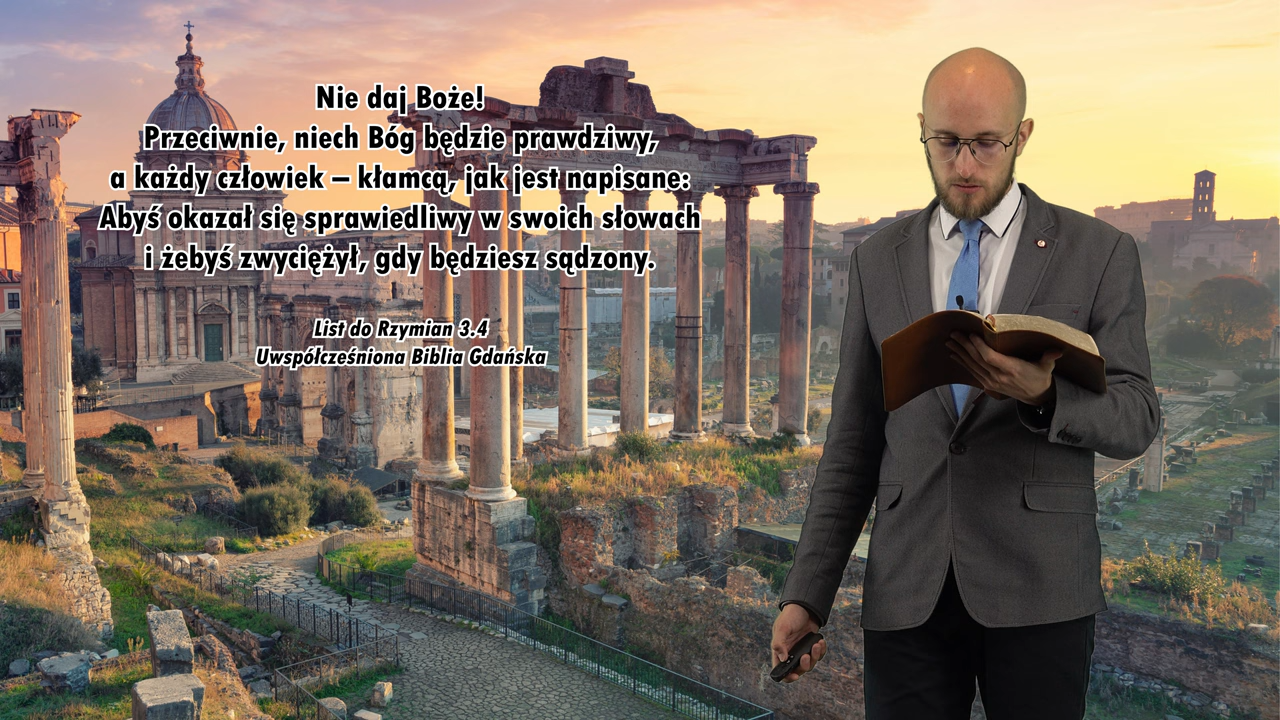 Nie daj Boże!
Przeciwnie, niech Bóg będzie prawdziwy,
a każdy człowiek – kłamcą, jak jest napisane:
Abyś okazał się sprawiedliwy w swoich słowach
i żebyś zwyciężył, gdy będziesz sądzony.
List do Rzymian 3.4
Uwspółcześniona Biblia Gdańska